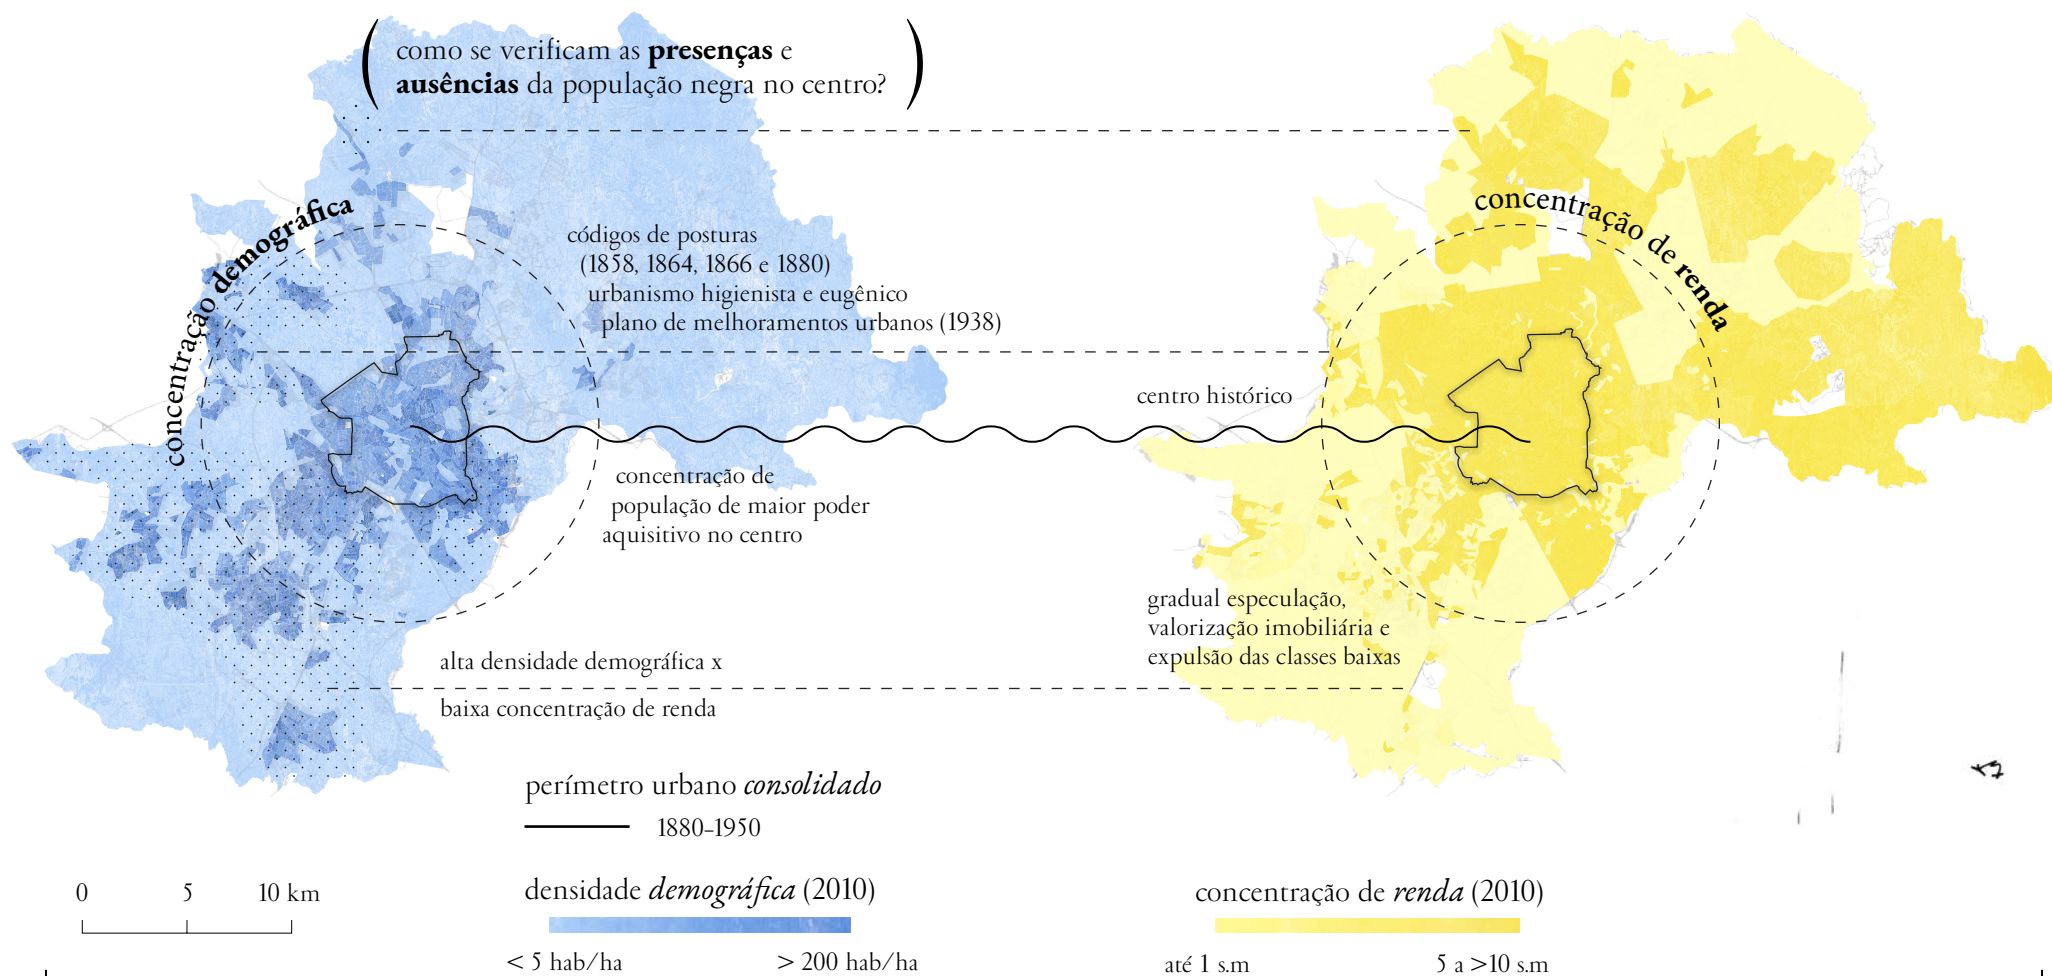 como se verificam as presenças e
ausências da população negra no centro?
concentração demográfica
concentração de renda
códigos de posturas
(1858, 1864, 1866 e 1880)
urbanismo higienista e eugênico
plano de melhoramentos urbanos (1938)
centro histórico
concentração de
população de maior poder
aquisitivo no centro
gradual especulação,
valorização imobiliária e
expulsão das classes baixas
alta densidade demográfica x
baixa concentração de renda
perímetro urbano consolidado
1880-1950
0 5 10 km
densidade demográfica (2010)
< 5 hab/ha > 200 hab/ha
concentração de renda (2010)
até 1 s.m 5 a >10 s.m